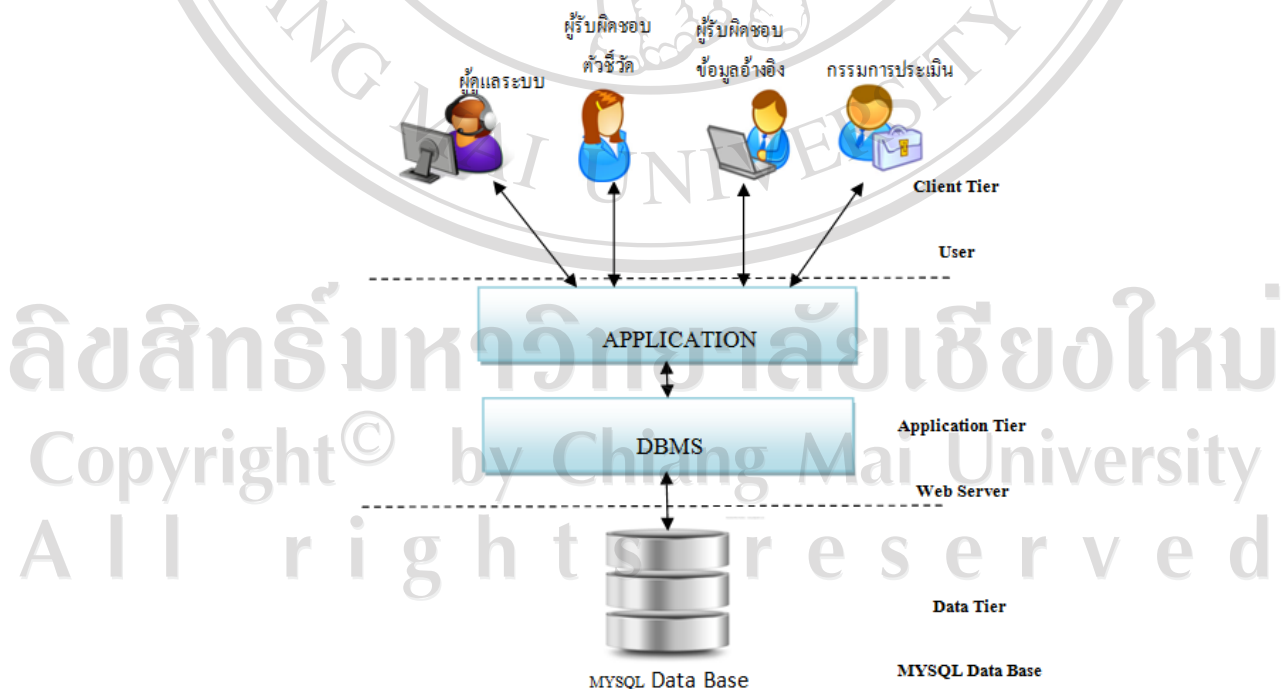 ผู้รับผิดชอบ
ตัวชี้วัด
ผู้รับผิดชอบ
ข้อมูลอ้างอิง
ผู้ดูแลระบบ
กรรมการประเมิน
ANG MAI UNIVERSITY
Client Tier
User
APPLICATION
ลิขสิทธิ์มหาวิทยาลัยเชียงใหม่
DBMS
Application Tier
Copyright© by Chiang Mai University
Web Server
All rights reserved
Data Tier
MYSQL Data Base
MYSQL Data Base